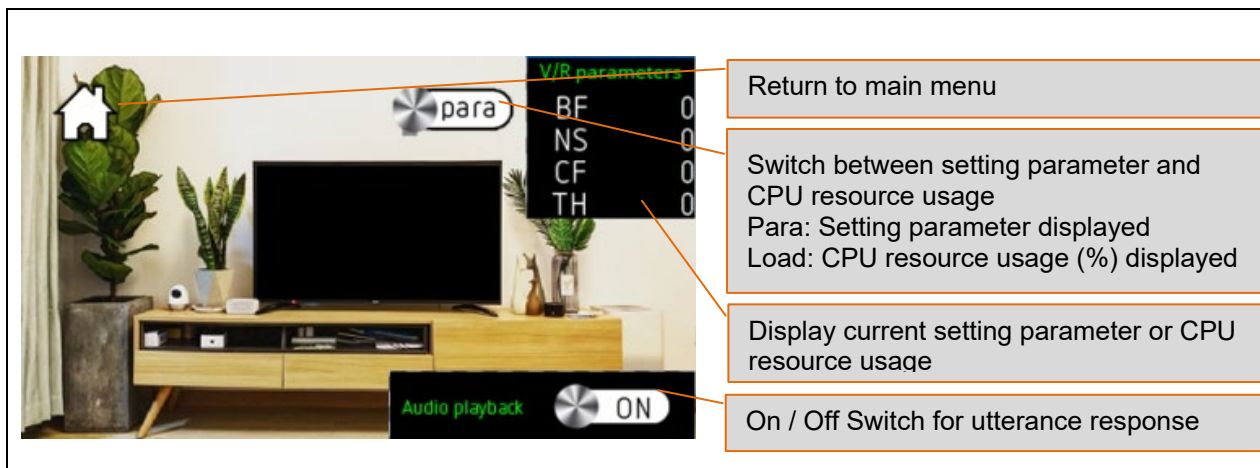 V/R parameters
para
BF 0
NS 0
CF 0
TH 0
Audio playback ON
Return to main menu
Switch between setting parameter and
CPU resource usage
Para: Setting parameter displayed
Load: CPU resource usage (%) displayed
Display current setting parameter or CPU
resource usage
On / Off Switch for utterance response